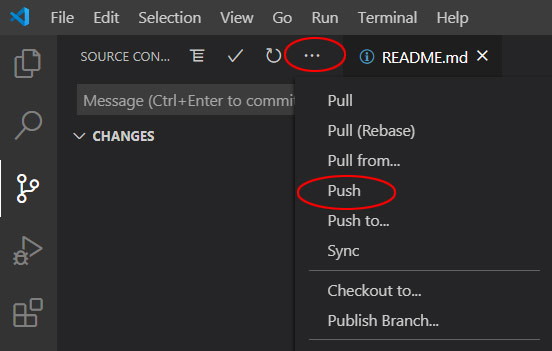 File Edit Selection View Go Run Terminal Help
SOURCE CON... ... README.md
Message (Ctrl+Enter to commit
CHANGES
Pull
Pull (Rebase)
Pull from...
Push
Push to...
Sync
Checkout to...
Publish Branch...